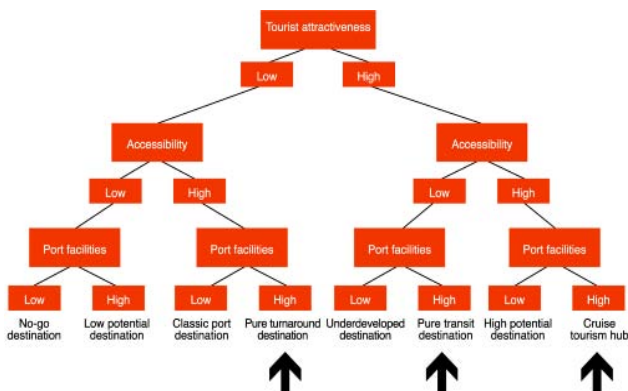 Tourist attractiveness
Low High
Accessibility Accessibility
Low High Low High
Port facilities Port facilities Port facilities Port facilities
Low High Low High Low High Low High
No-go Low potential Classic port Pure turnaround Underdeveloped Pure transit High potential Cruise
destination destination destination destination destination destination destination tourism hub